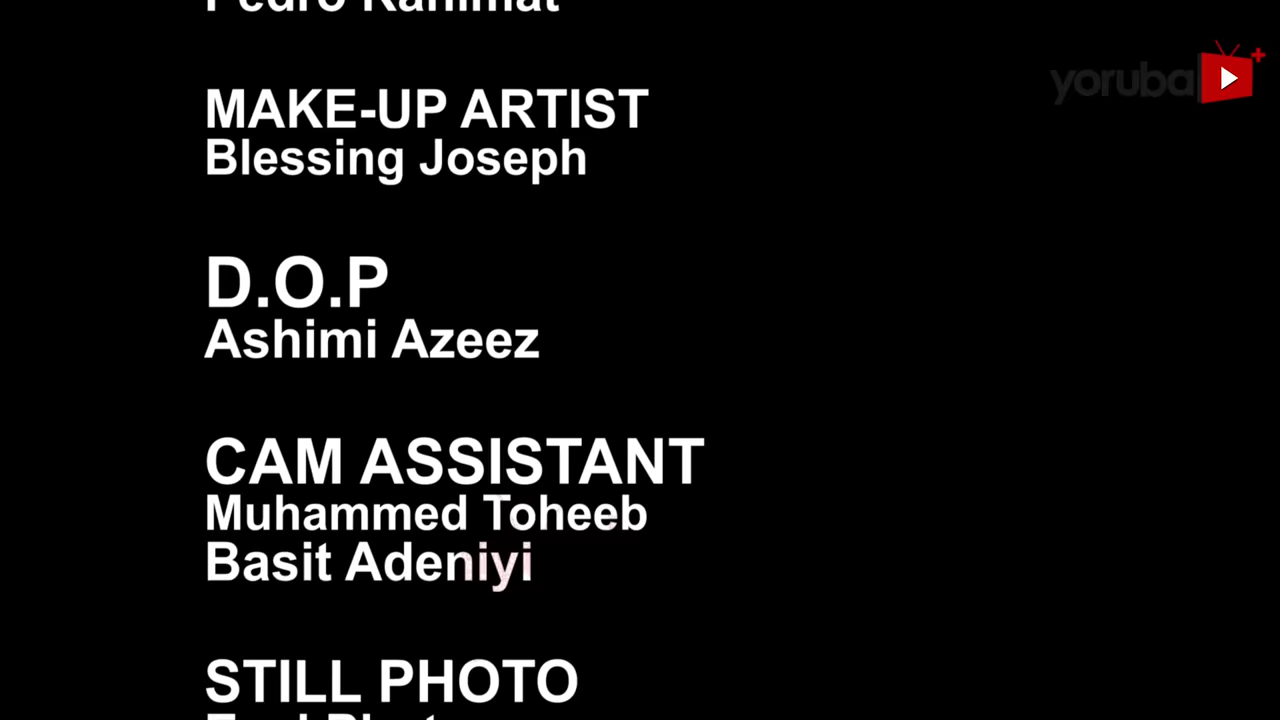 yoruba
MAKE-UP ARTIST
Blessing Joseph
D.O.P
Ashimi Azeez
CAM ASSISTANT
Muhammed Toheeb
Basit Adeniyi
STILL PHOTO